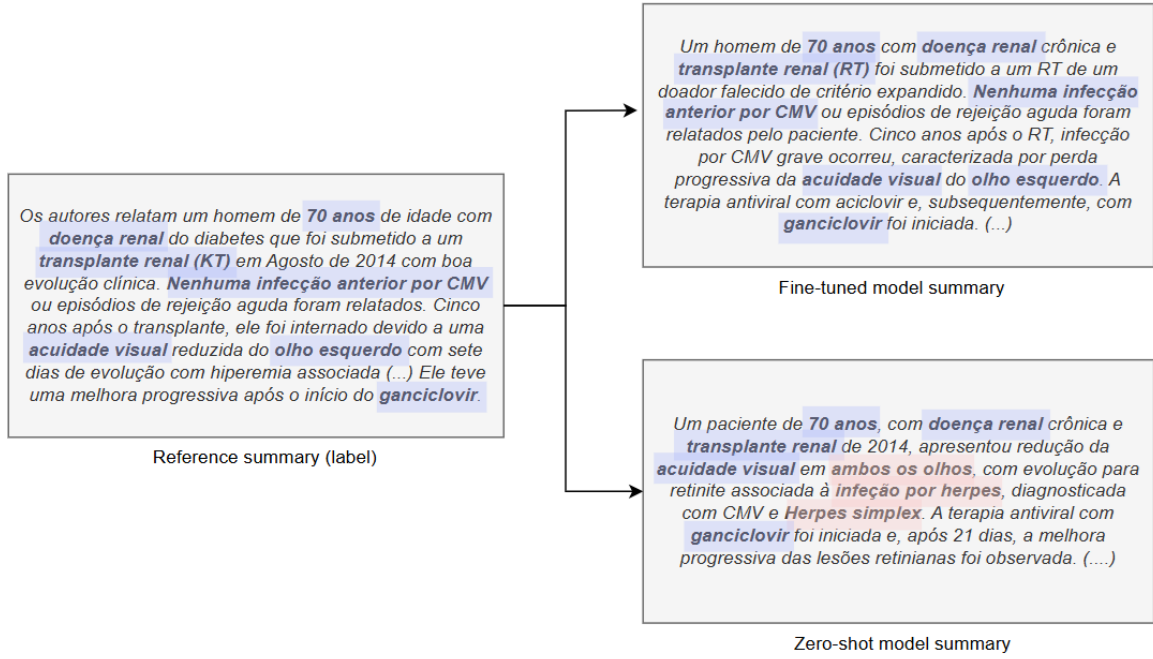 Os autores relatam um homem de 70 anos de idade com
doença renal do diabetes que foi submetido a um
transplante renal (KT) em Agosto de 2014 com boa
evolução clínica. Nenhuma infecção anterior por CMV
ou episódios de rejeição aguda foram relatados. Cinco
anos após o transplante, ele foi internado devido a uma
acuidade visual reduzida do olho esquerdo com sete
dias de evolução com hiperemia associada (...) Ele teve
uma melhora progressiva após o início do ganciclovir.
Reference summary (label)
Um homem de 70 anos com doença renal crônica e
transplante renal (RT) foi submetido a um RT de um
doador falecido de critério expandido. Nenhuma infecção
anterior por CMV ou episódios de rejeição aguda foram
relatados pelo paciente. Cinco anos após o RT, infecção
por CMV grave ocorreu, caracterizada por perda
progressiva da acuidade visual do olho esquerdo. A
terapia antiviral com aciclovir e, subsequentemente, com
ganciclovir foi iniciada. (...)
Fine-tuned model summary
Um paciente de 70 anos, com doença renal crônica e
transplante renal de 2014, apresentou redução da
acuidade visual em ambos os olhos, com evolução para
retinite associada à infeção por herpes, diagnosticada
com CMV e Herpes simplex. A terapia antiviral com
ganciclovir foi iniciada e, após 21 dias, a melhora
progressiva das lesões retinianas foi observada. (....)
Zero-shot model summary